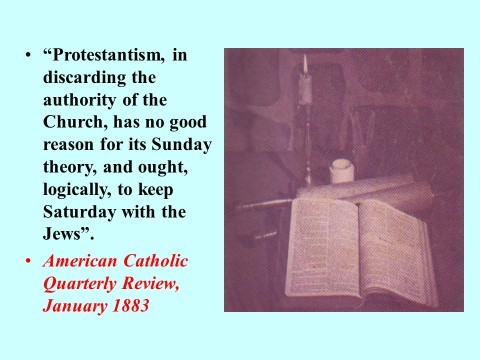 • “Protestantism, in
discarding the
authority of the
Church, has no good
reason for its Sunday
theory, and ought,
logically, to keep
Saturday with the
Jews”.
• American Catholic
Quarterly Review,
January 1883